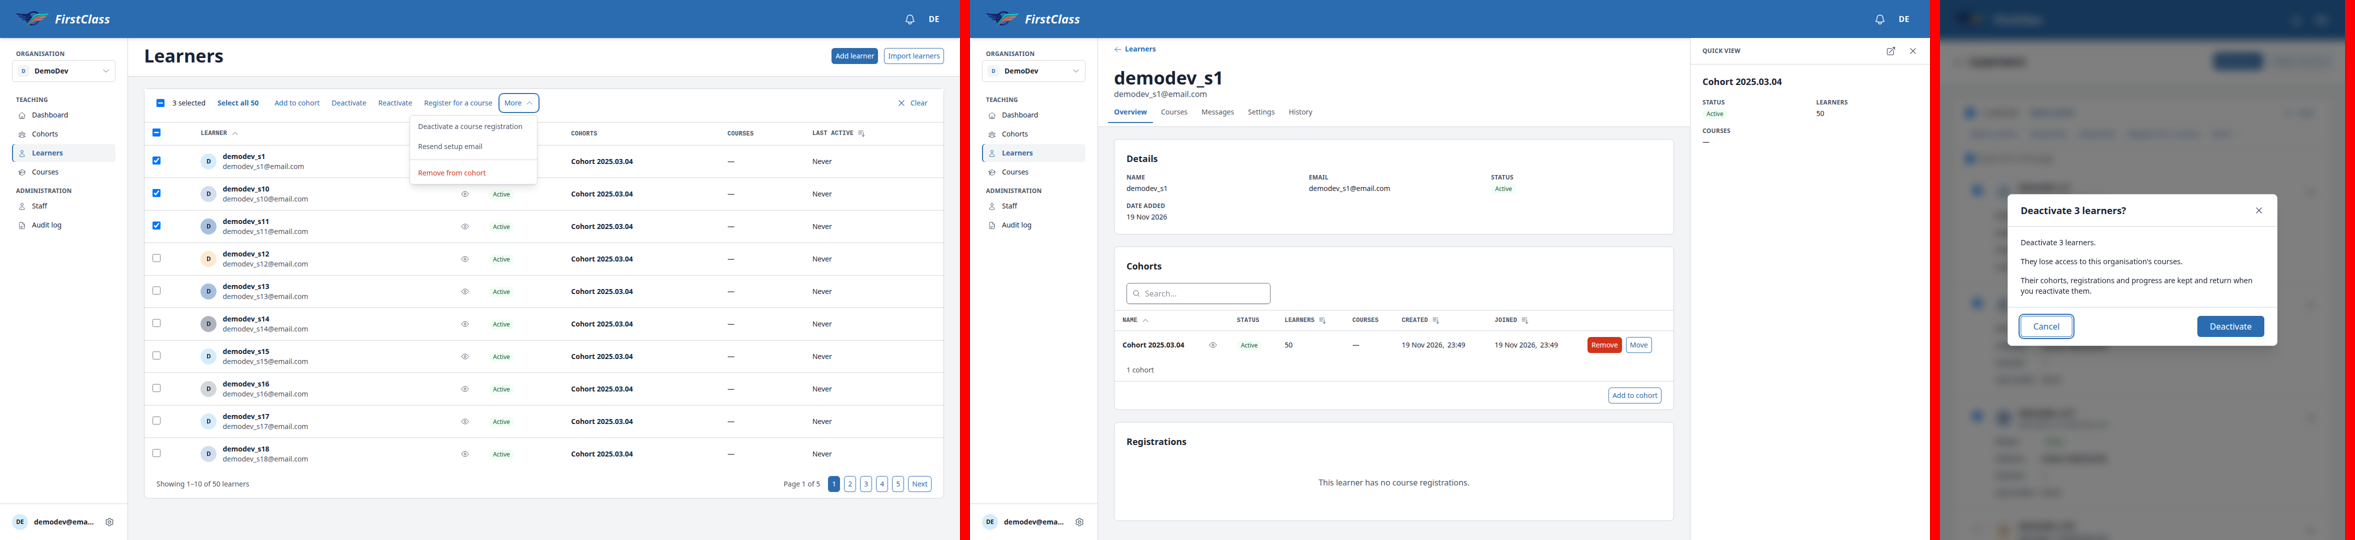 FirstClass
DE
ORGANISATION
D DemoDev
TEACHING
Dashboard
Cohorts
Learners
Courses
ADMINISTRATION
Staff
Audit log
DE demodev@ema...
Learners
Add learner Import learners
3 selected Select all 50 Add to cohort Deactivate Reactivate Register for a course More Clear
Deactivate a course registration
Resend setup email
Remove from cohort
LEARNER COHORTS COURSES LAST ACTIVE
D demodev_s1 Cohort 2025.03.04 — Never
demodev_s1@email.com
D demodev_s10 Active Cohort 2025.03.04 — Never
demodev_s10@email.com
D demodev_s11 Active Cohort 2025.03.04 — Never
demodev_s11@email.com
D demodev_s12 Active Cohort 2025.03.04 — Never
demodev_s12@email.com
D demodev_s13 Active Cohort 2025.03.04 — Never
demodev_s13@email.com
D demodev_s14 Active Cohort 2025.03.04 — Never
demodev_s14@email.com
D demodev_s15 Active Cohort 2025.03.04 — Never
demodev_s15@email.com
D demodev_s16 Active Cohort 2025.03.04 — Never
demodev_s16@email.com
D demodev_s17 Active Cohort 2025.03.04 — Never
demodev_s17@email.com
D demodev_s18 Active Cohort 2025.03.04 — Never
demodev_s18@email.com
Showing 1–10 of 50 learners Page 1 of 5 1 2 3 4 5 Next
FirstClass
DE
ORGANISATION
D DemoDev
TEACHING
Dashboard
Cohorts
Learners
Courses
ADMINISTRATION
Staff
Audit log
DE demodev@ema...
← Learners
demodev_s1
demodev_s1@email.com
Overview Courses Messages Settings History
Details
NAME EMAIL STATUS
demodev_s1 demodev_s1@email.com Active
DATE ADDED
19 Nov 2026
Cohorts
Search...
NAME STATUS LEARNERS COURSES CREATED JOINED
Cohort 2025.03.04 Active 50 — 19 Nov 2026, 23:49 19 Nov 2026, 23:49 Remove Move
1 cohort
Add to cohort
Registrations
This learner has no course registrations.
QUICK VIEW
Cohort 2025.03.04
STATUS LEARNERS
Active 50
COURSES
—
Deactivate 3 learners?
Deactivate 3 learners.
They lose access to this organisation's courses.
Their cohorts, registrations and progress are kept and return when
you reactivate them.
Cancel Deactivate